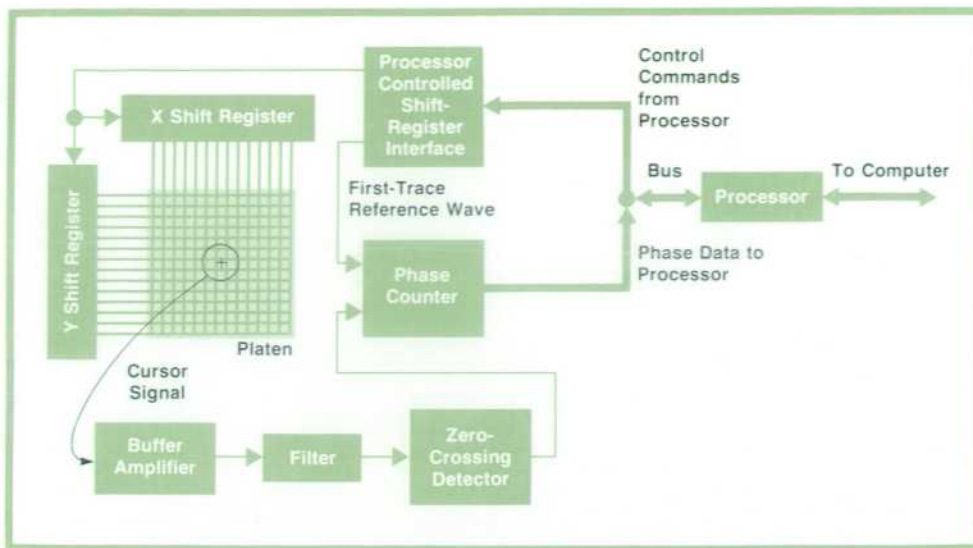 Processor
Controlled
Shift-
Register
Interface
Control
Commands
from
Processor
X Shift Register
Y Shift Register
First-Trace
Reference Wave
Bus
Processor
To Computer
Phase
Counter
Phase Data to
Processor
Platen
Cursor
Signal
Buffer
Amplifier
Filter
Zero-
Crossing
Detector